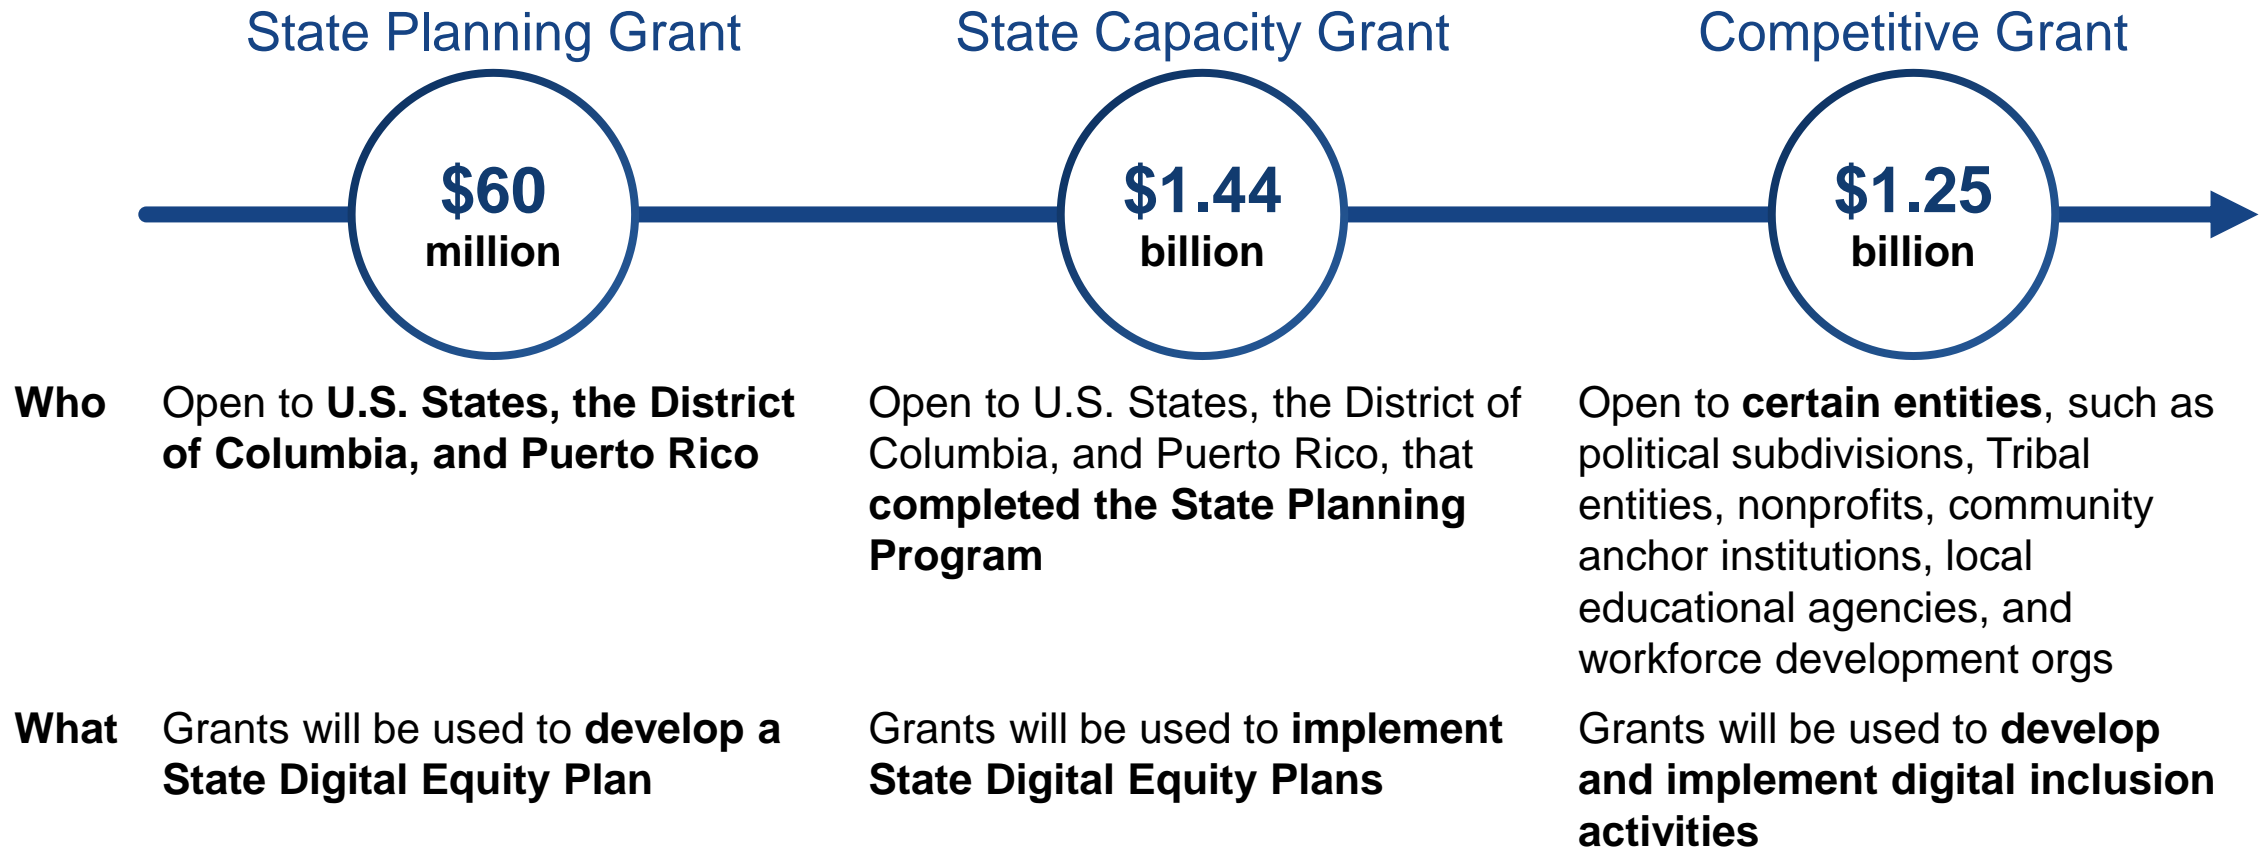 State Planning Grant
State Capacity Grant
Competitive Grant
$60
million
$1.44
billion
$1.25
billion
Who
Open to U.S. States, the District
of Columbia, and Puerto Rico
Open to U.S. States, the District of
Columbia, and Puerto Rico, that
completed the State Planning
Program
Open to certain entities, such as
political subdivisions, Tribal
entities, nonprofits, community
anchor institutions, local
educational agencies, and
workforce development orgs
What
Grants will be used to develop a
State Digital Equity Plan
Grants will be used to implement
State Digital Equity Plans
Grants will be used to develop
and implement digital inclusion
activities